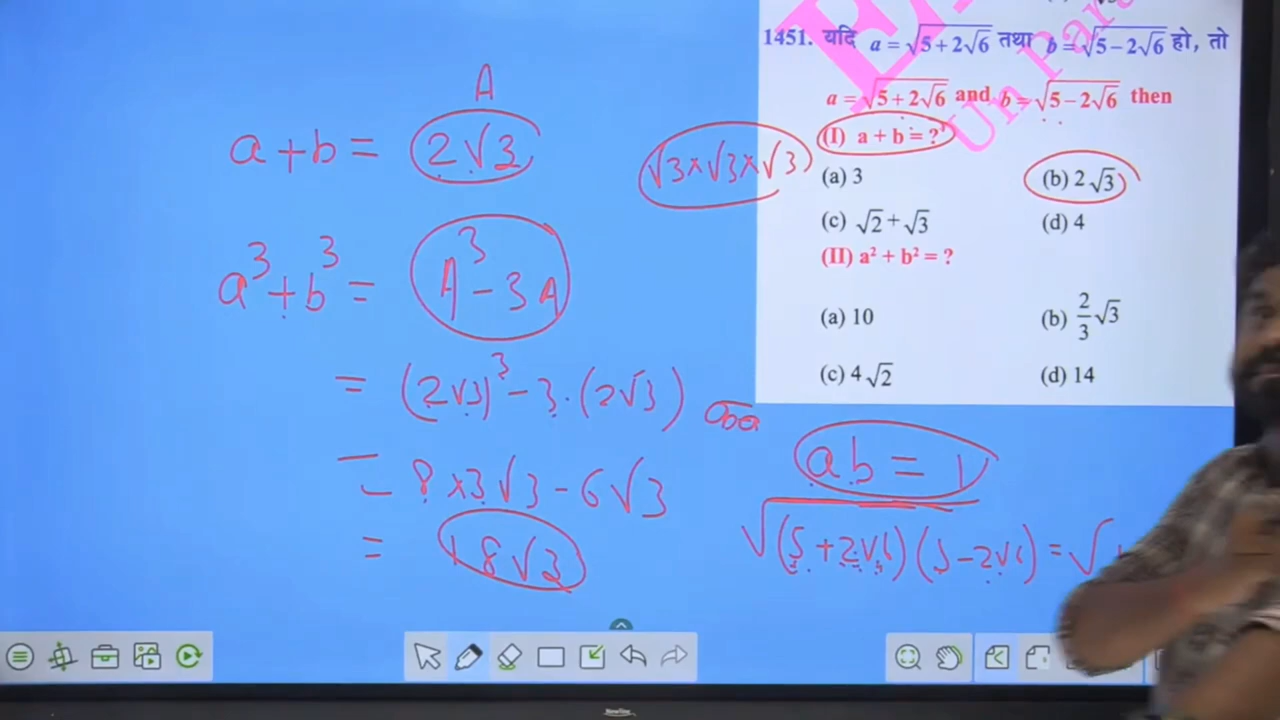 1451. यदि a = √5+2√6 तथा b = √5−2√6 हो, तो
a = √5+2√6 and b = √5−2√6 then
(I) a + b = ?
(a) 3
(b) 2√3
(c) √2+√3
(d) 4
(II) a² + b² = ?
(a) 10
(b) 2/3 √3
(c) 4√2
(d) 14
A
a + b = 2√3
√3×√3×√3
a³ + b³ = A³ − 3A
= (2√3)³ − 3·(2√3)
= 8×3√3 − 6√3
= 18√3
ab = 1
√(5+2√6)(5−2√6) = √1
Un Par
NewLine